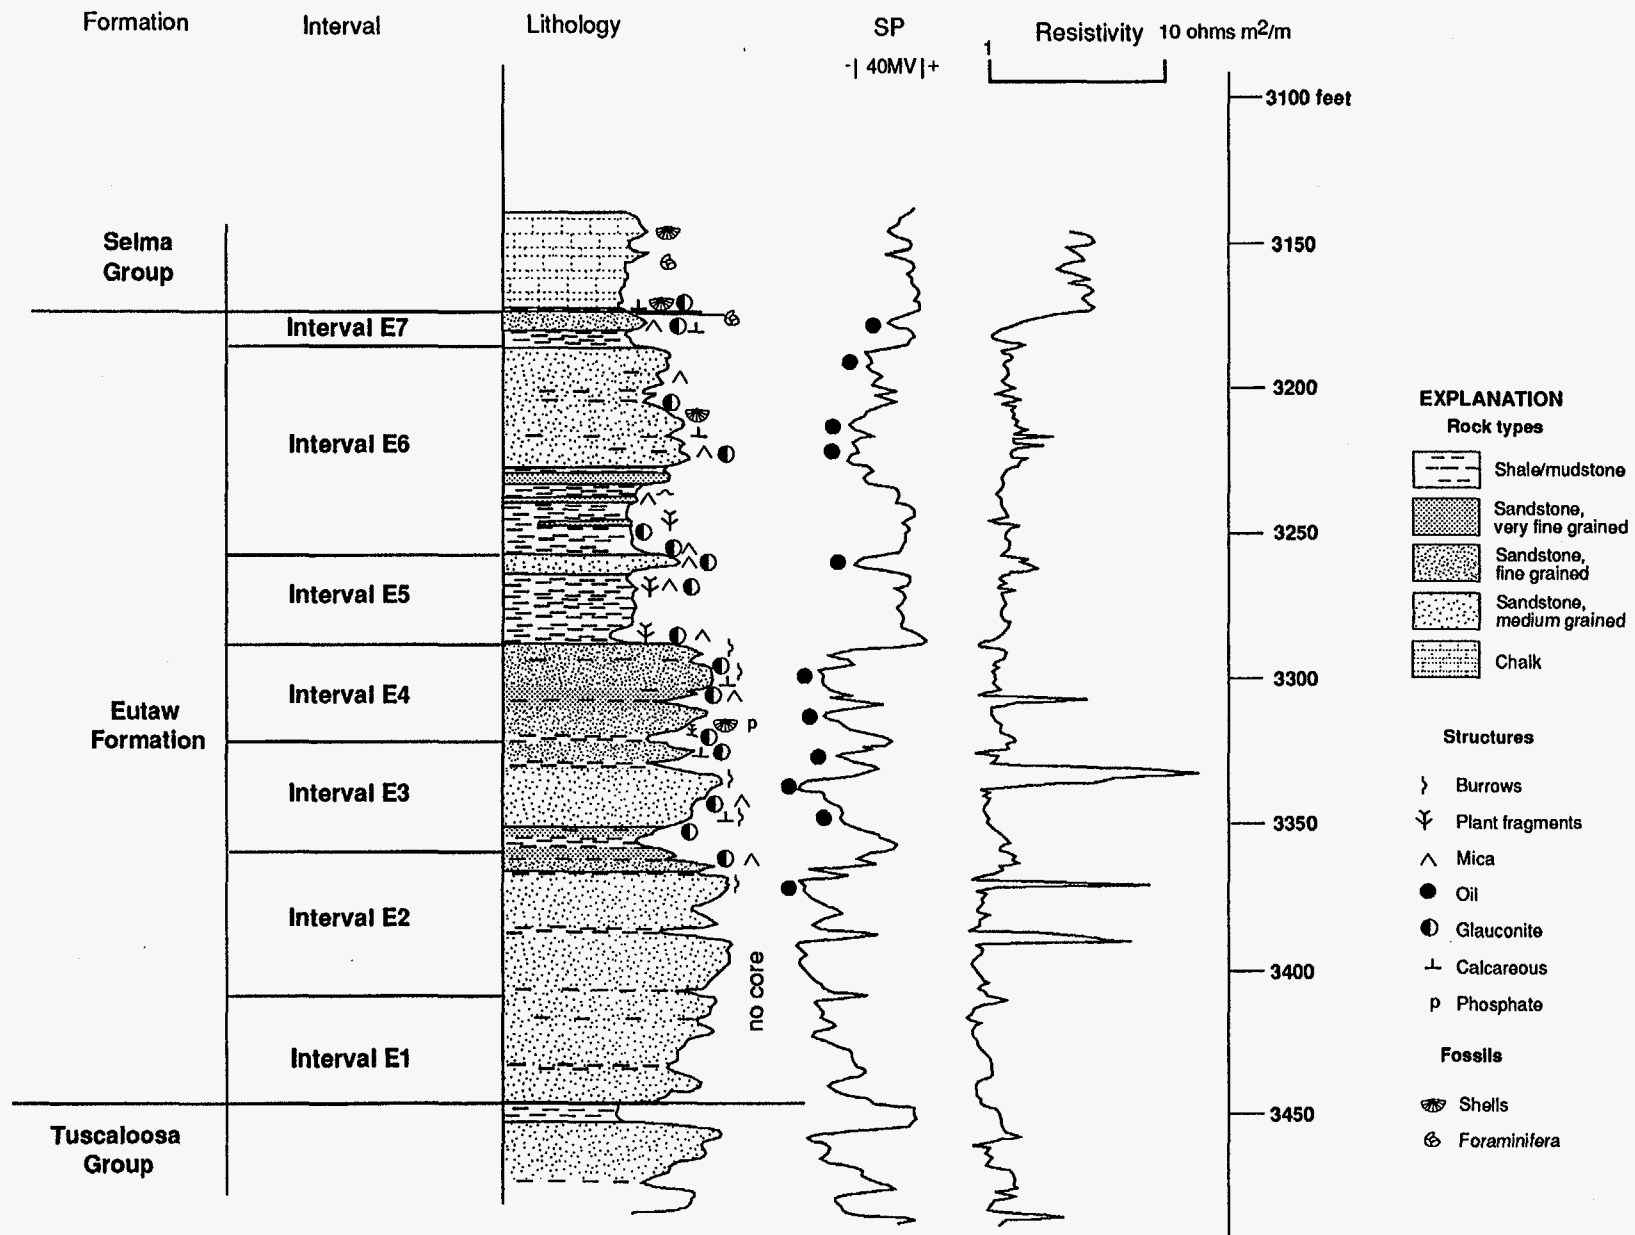 Formation
Interval
Lithology
SP
Resistivity 10 ohms m²/m
1
-| 40MV |+
3100 feet
3150
3200
3250
3300
3350
3400
3450
Selma
Group
Eutaw
Formation
Tuscaloosa
Group
Interval E7
Interval E6
Interval E5
Interval E4
Interval E3
Interval E2
Interval E1
p
no core
EXPLANATION
Rock types
Shale/mudstone
Sandstone,
very fine grained
Sandstone,
fine grained
Sandstone,
medium grained
Chalk
Structures
Burrows
Plant fragments
Mica
Oil
Glauconite
Calcareous
p Phosphate
Fossils
Shells
Foraminifera